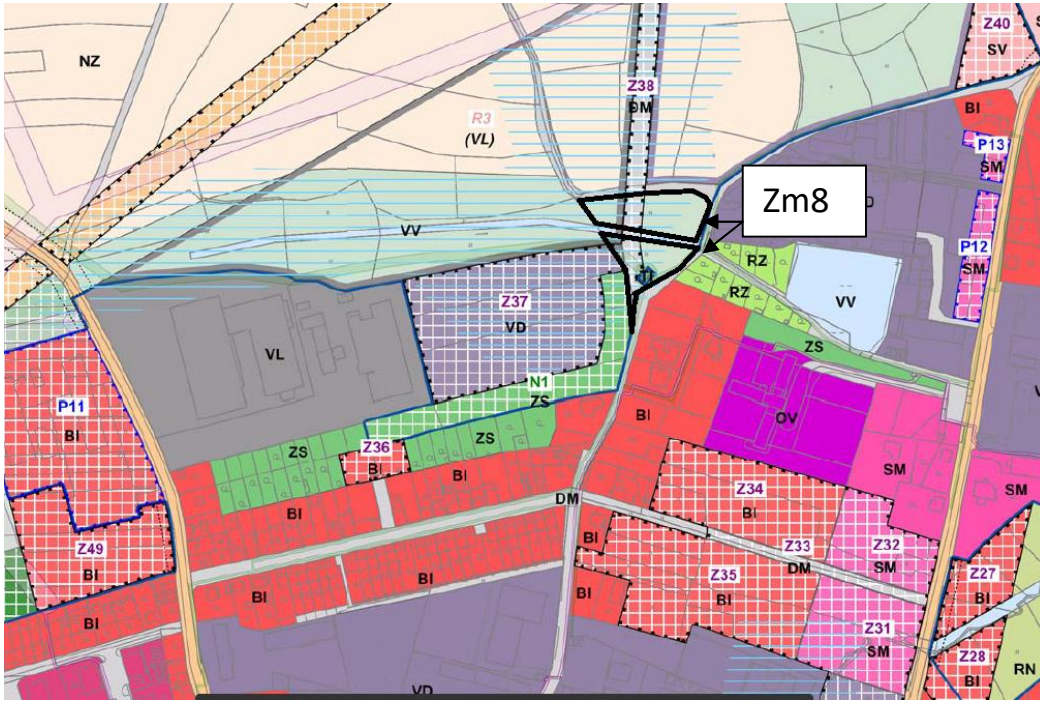 Z40
SV
NZ
Z38
DM
R3
(VL)
BI
P13
SM
Zm8
VV
RZ
P12
SM
RZ
VV
TI
Z37
VD
VL
ZS
N1
ZS
P11
BI
BI
OV
Z36
BI
ZS
ZS
BI
BI
SM
SM
DM
Z34
BI
Z49
BI
BI
Z33
DM
Z32
SM
Z35
BI
Z27
BI
BI
BI
BI
BI
Z31
SM
Z28
BI
RN
VD